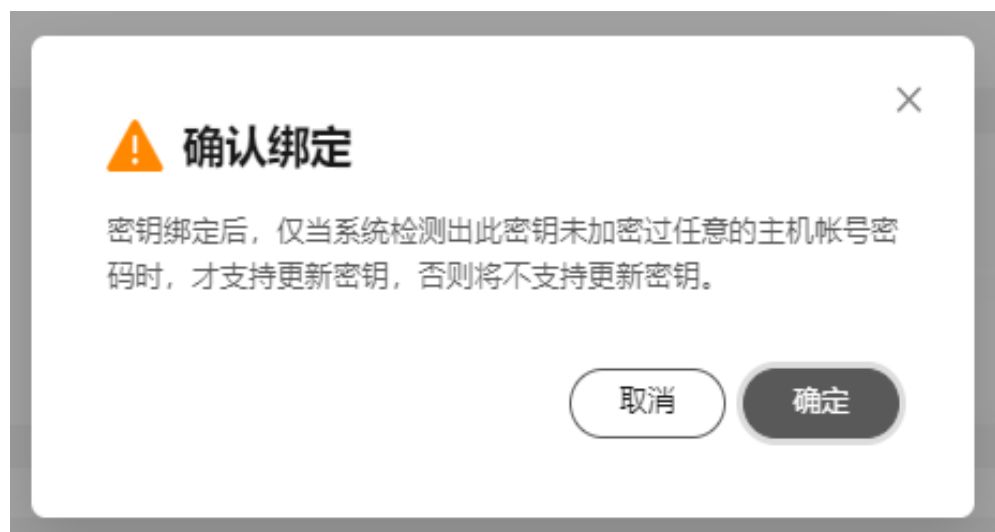 确认绑定
密钥绑定后，仅当系统检测出此密钥未加密过任意的主机帐号密
码时，才支持更新密钥，否则将不支持更新密钥。
取消
确定